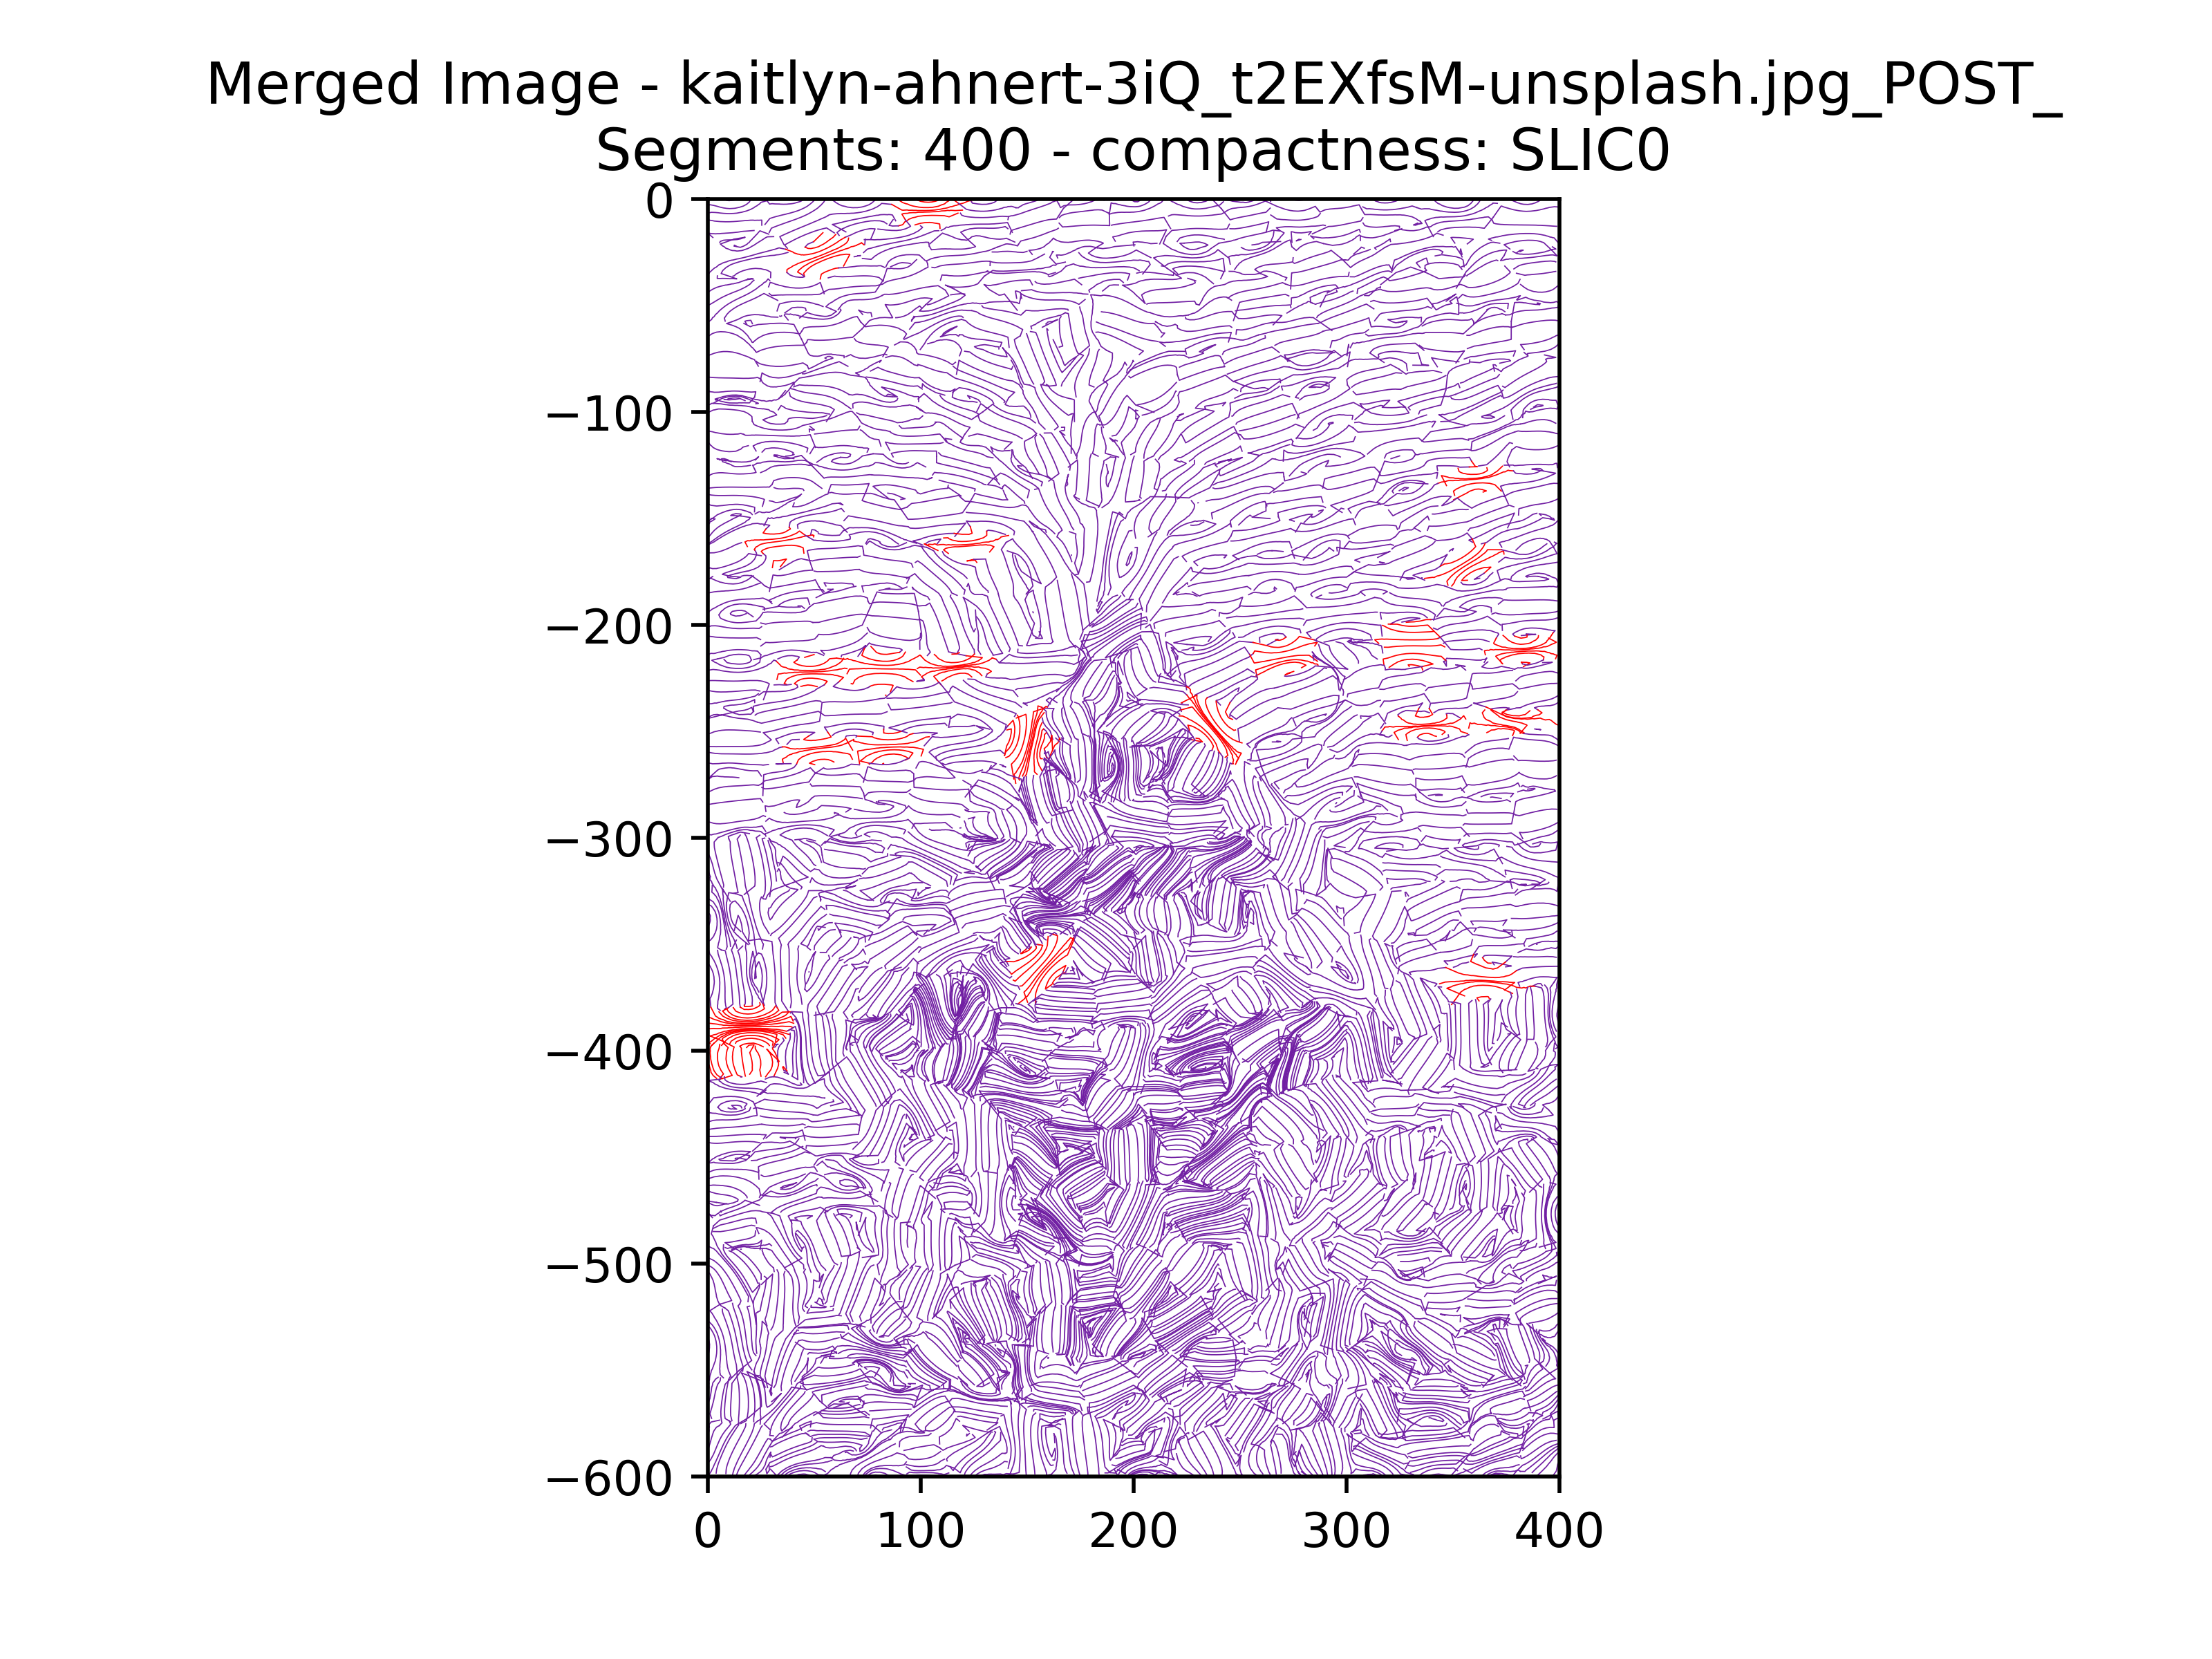 Merged Image - kaitlyn-ahnert-3iQ_t2EXfsM-unsplash.jpg_POST_
Segments: 400 - compactness: SLIC0
0
−100
−200
−300
−400
−500
−600
0 100 200 300 400